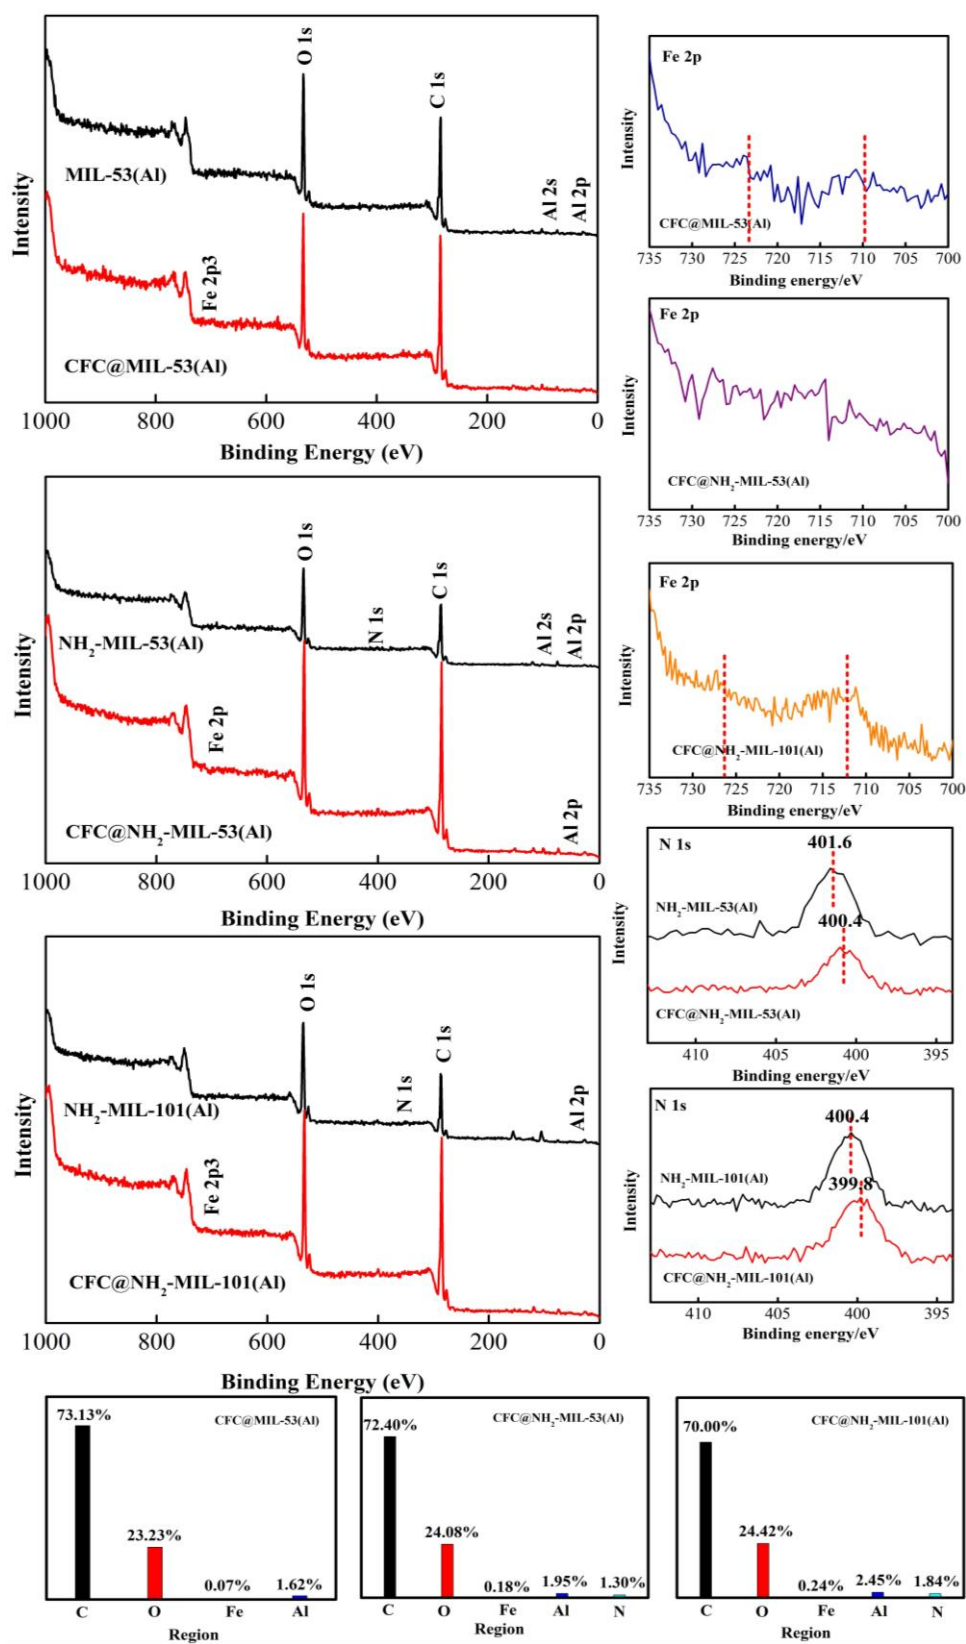 O 1s
C 1s
Al 2s
Al 2p
MIL-53(Al)
Fe 2p3
CFC@MIL-53(Al)
Intensity
1000 800 600 400 200 0
Binding Energy (eV)
Fe 2p
CFC@MIL-53(Al)
Intensity
735 730 725 720 715 710 705 700
Binding energy/eV
Fe 2p
CFC@NH₂-MIL-53(Al)
Intensity
735 730 725 720 715 710 705 700
Binding energy/eV
O 1s
N 1s
C 1s
Al 2s
Al 2p
NH₂-MIL-53(Al)
Fe 2p
Al 2p
CFC@NH₂-MIL-53(Al)
Intensity
1000 800 600 400 200 0
Binding Energy (eV)
Fe 2p
CFC@NH₂-MIL-101(Al)
Intensity
735 730 725 720 715 710 705 700
Binding energy/eV
N 1s
401.6
NH₂-MIL-53(Al)
400.4
CFC@NH₂-MIL-53(Al)
Intensity
410 405 400 395
Binding energy/eV
O 1s
N 1s
C 1s
Al 2p
NH₂-MIL-101(Al)
Fe 2p3
CFC@NH₂-MIL-101(Al)
Intensity
1000 800 600 400 200 0
Binding Energy (eV)
N 1s
400.4
NH₂-MIL-101(Al)
399.8
CFC@NH₂-MIL-101(Al)
Intensity
410 405 400 395
Binding energy/eV
73.13%
CFC@MIL-53(Al)
23.23%
0.07%
1.62%
C O Fe Al
Region
72.40%
CFC@NH₂-MIL-53(Al)
24.08%
0.18%
1.95%
1.30%
C O Fe Al N
Region
70.00%
CFC@NH₂-MIL-101(Al)
24.42%
0.24%
2.45%
1.84%
C O Fe Al N
Region